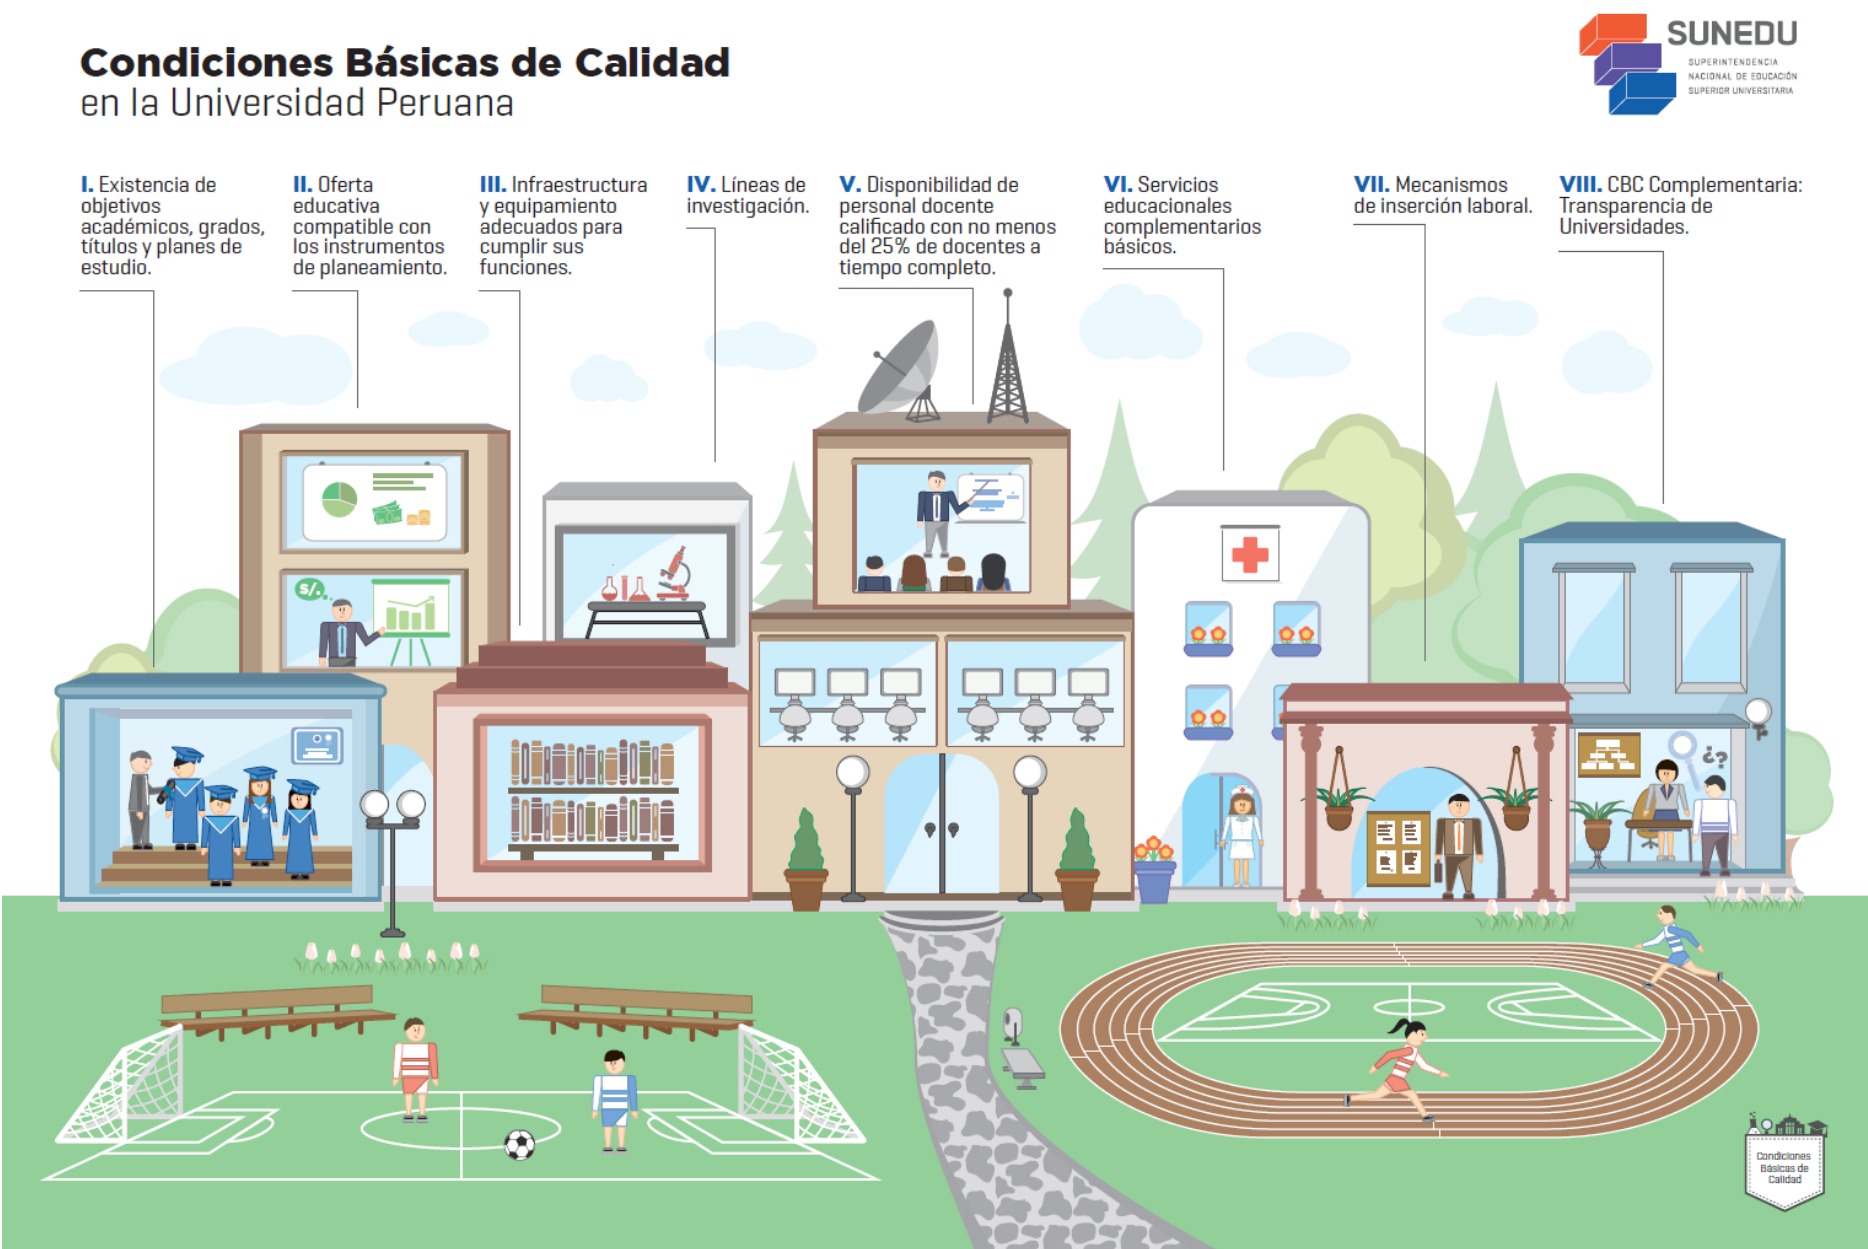 Condiciones Básicas de Calidad
en la Universidad Peruana
SUNEDU
SUPERINTENDENCIA
NACIONAL DE EDUCACIÓN
SUPERIOR UNIVERSITARIA
I. Existencia de
objetivos
académicos, grados,
títulos y planes de
estudio.
II. Oferta
educativa
compatible con
los instrumentos
de planeamiento.
III. Infraestructura
y equipamiento
adecuados para
cumplir sus
funciones.
IV. Líneas de
investigación.
V. Disponibilidad de
personal docente
calificado con no menos
del 25% de docentes a
tiempo completo.
VI. Servicios
educacionales
complementarios
básicos.
VII. Mecanismos
de inserción laboral.
VIII. CBC Complementaria:
Transparencia de
Universidades.
S/.
¿?
Condiciones
Básicas de
Calidad